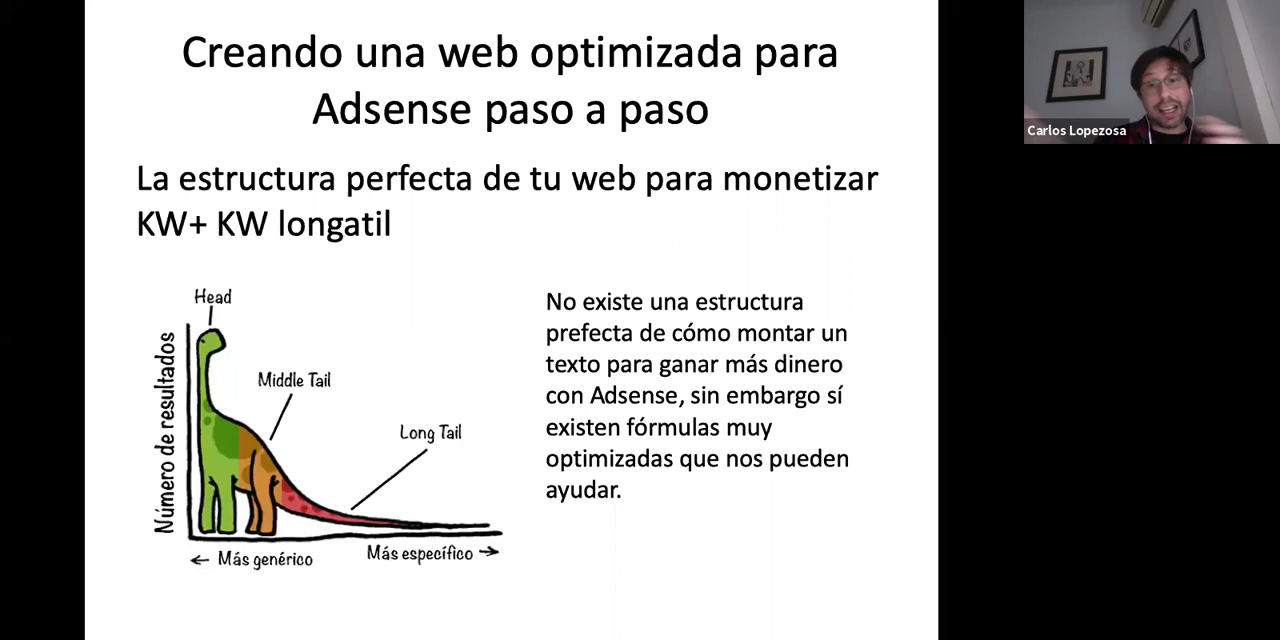 Creando una web optimizada para
Adsense paso a paso
La estructura perfecta de tu web para monetizar
KW+ KW longatil
Head
Middle Tail
Long Tail
Número de resultados
← Más genérico
Más específico →
No existe una estructura
prefecta de cómo montar un
texto para ganar más dinero
con Adsense, sin embargo sí
existen fórmulas muy
optimizadas que nos pueden
ayudar.
Carlos Lopezosa